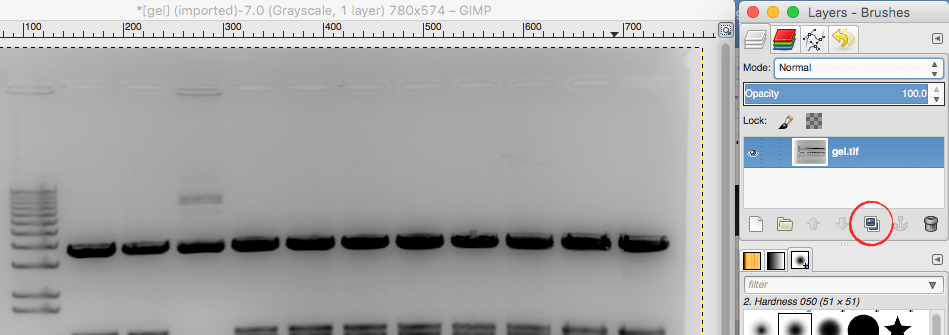 *[gel] (imported)-7.0 (Grayscale, 1 layer) 780x574 – GIMP
100 200 300 400 500 600 700
Layers - Brushes
Mode: Normal
Opacity 100.0
Lock:
gel.tif
filter
2. Hardness 050 (51 × 51)